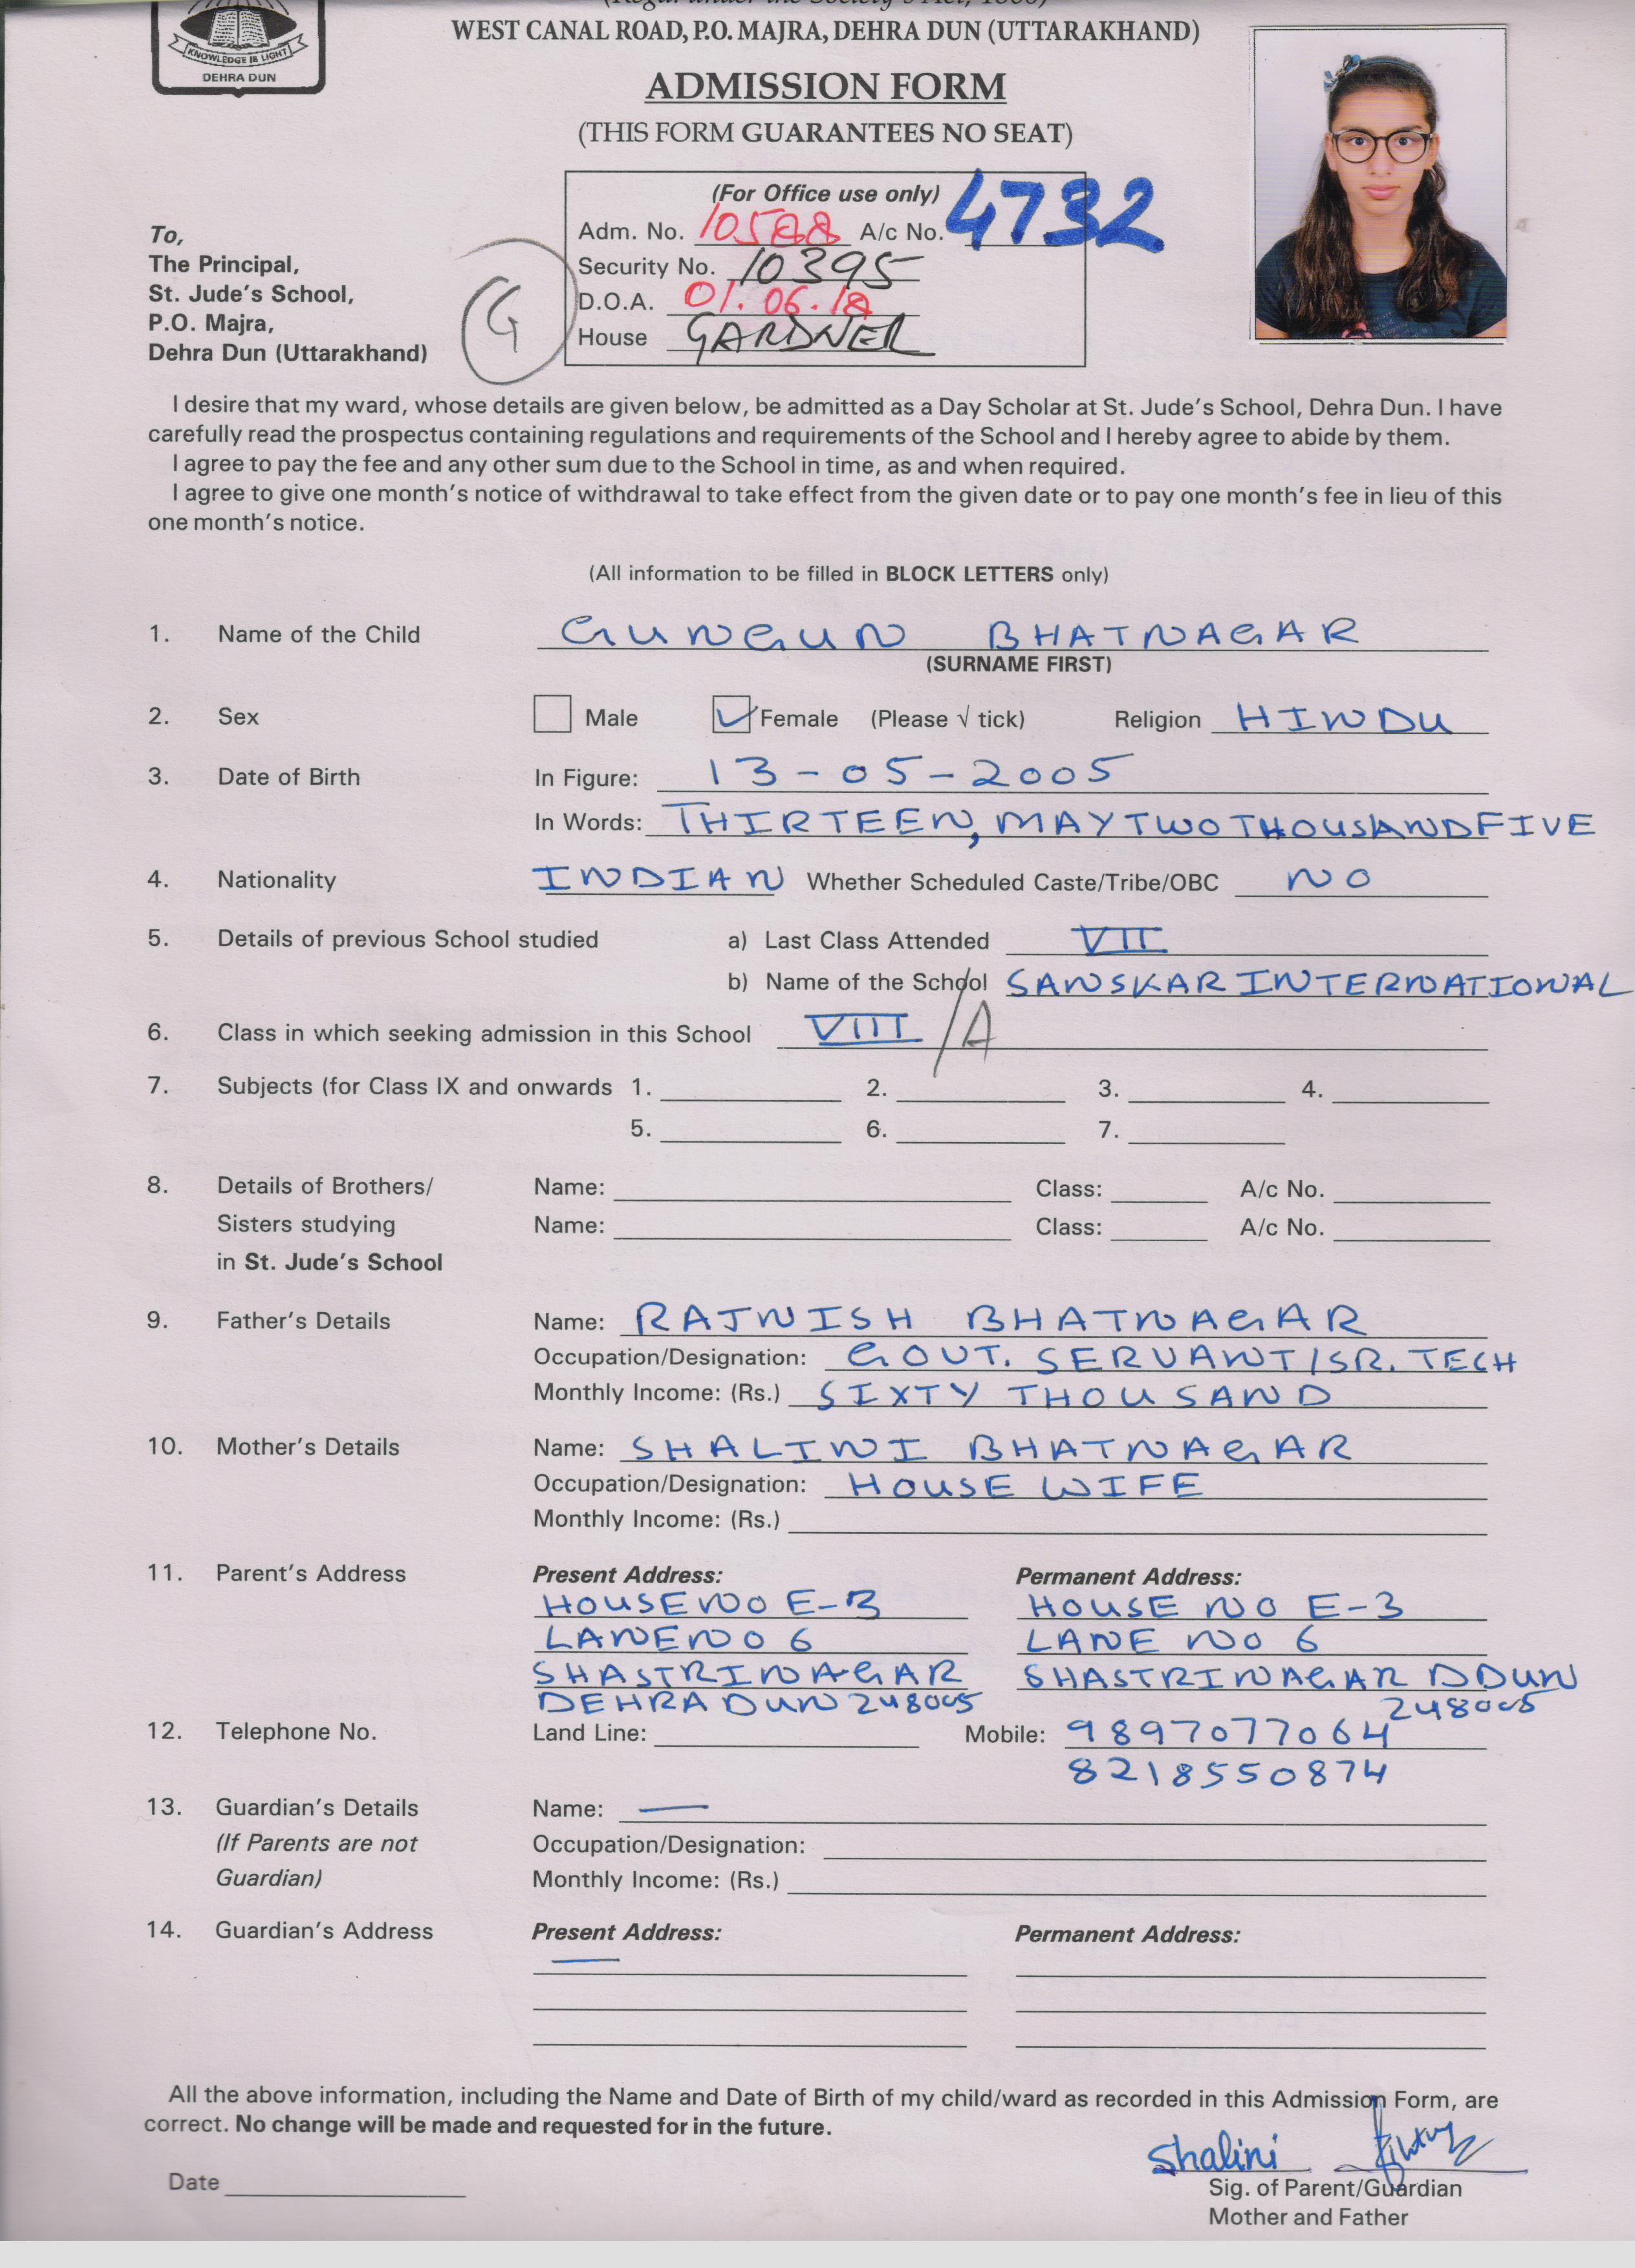 KNOWLEDGE IS LIGHT
DEHRA DUN
WEST CANAL ROAD, P.O. MAJRA, DEHRA DUN (UTTARAKHAND)
ADMISSION FORM
(THIS FORM GUARANTEES NO SEAT)
(For Office use only)
Adm. No. 10588 A/c No. 4732
Security No. 10395
D.O.A. 01.06.18
House GARDNER
G
To,
The Principal,
St. Jude's School,
P.O. Majra,
Dehra Dun (Uttarakhand)
I desire that my ward, whose details are given below, be admitted as a Day Scholar at St. Jude's School, Dehra Dun. I have
carefully read the prospectus containing regulations and requirements of the School and I hereby agree to abide by them.
I agree to pay the fee and any other sum due to the School in time, as and when required.
I agree to give one month's notice of withdrawal to take effect from the given date or to pay one month's fee in lieu of this
one month's notice.
(All information to be filled in BLOCK LETTERS only)
1. Name of the Child GUNGUN BHATNAGAR
(SURNAME FIRST)
2. Sex Male Female (Please √ tick) Religion HINDU
3. Date of Birth In Figure: 13-05-2005
In Words: THIRTEEN, MAY TWO THOUSAND FIVE
4. Nationality INDIAN Whether Scheduled Caste/Tribe/OBC NO
5. Details of previous School studied a) Last Class Attended VII
b) Name of the School SANSKAR INTERNATIONAL
6. Class in which seeking admission in this School VIII /A
7. Subjects (for Class IX and onwards 1. 2. 3. 4.
5. 6. 7.
8. Details of Brothers/ Name: Class: A/c No.
Sisters studying Name: Class: A/c No.
in St. Jude's School
9. Father's Details Name: RAJNISH BHATNAGAR
Occupation/Designation: GOVT. SERVANT/SR. TECH
Monthly Income: (Rs.) SIXTY THOUSAND
10. Mother's Details Name: SHALINI BHATNAGAR
Occupation/Designation: HOUSE WIFE
Monthly Income: (Rs.)
11. Parent's Address Present Address: Permanent Address:
HOUSE NO E-3 HOUSE NO E-3
LANE NO 6 LANE NO 6
SHASTRINAGAR SHASTRINAGAR DDUN
DEHRA DUN 248005 248005
12. Telephone No. Land Line: Mobile: 9897077064
8218550874
13. Guardian's Details Name: —
(If Parents are not Occupation/Designation:
Guardian) Monthly Income: (Rs.)
14. Guardian's Address Present Address: Permanent Address:
—
All the above information, including the Name and Date of Birth of my child/ward as recorded in this Admission Form, are
correct. No change will be made and requested for in the future.
Shalini
Date
Sig. of Parent/Guardian
Mother and Father